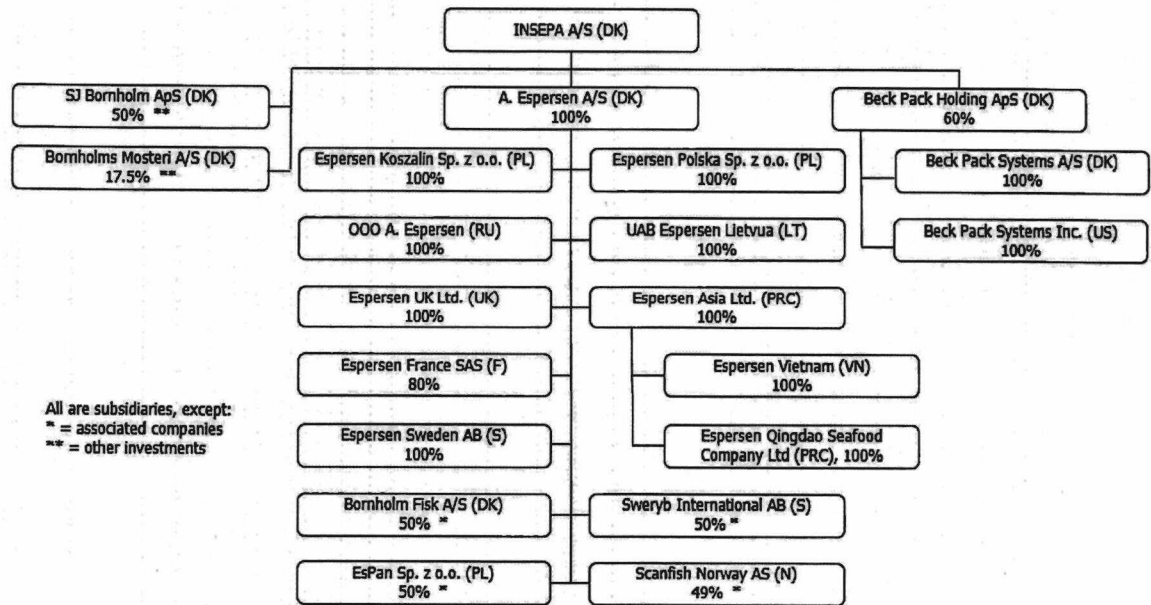 INSEPA A/S (DK)
SJ Bornholm ApS (DK)
50% **
A. Espersen A/S (DK)
100%
Beck Pack Holding ApS (DK)
60%
Bornholms Mosteri A/S (DK)
17.5% **
Espersen Koszalin Sp. z o.o. (PL)
100%
Espersen Polska Sp. z o.o. (PL)
100%
Beck Pack Systems A/S (DK)
100%
OOO A. Espersen (RU)
100%
UAB Espersen Lietvua (LT)
100%
Beck Pack Systems Inc. (US)
100%
Espersen UK Ltd. (UK)
100%
Espersen Asia Ltd. (PRC)
100%
Espersen France SAS (F)
80%
Espersen Vietnam (VN)
100%
All are subsidiaries, except:
* = associated companies
** = other investments
Espersen Sweden AB (S)
100%
Espersen Qingdao Seafood
Company Ltd (PRC), 100%
Bornholm Fisk A/S (DK)
50% *
Sweryb International AB (S)
50% *
EsPan Sp. z o.o. (PL)
50% *
Scanfish Norway AS (N)
49% *